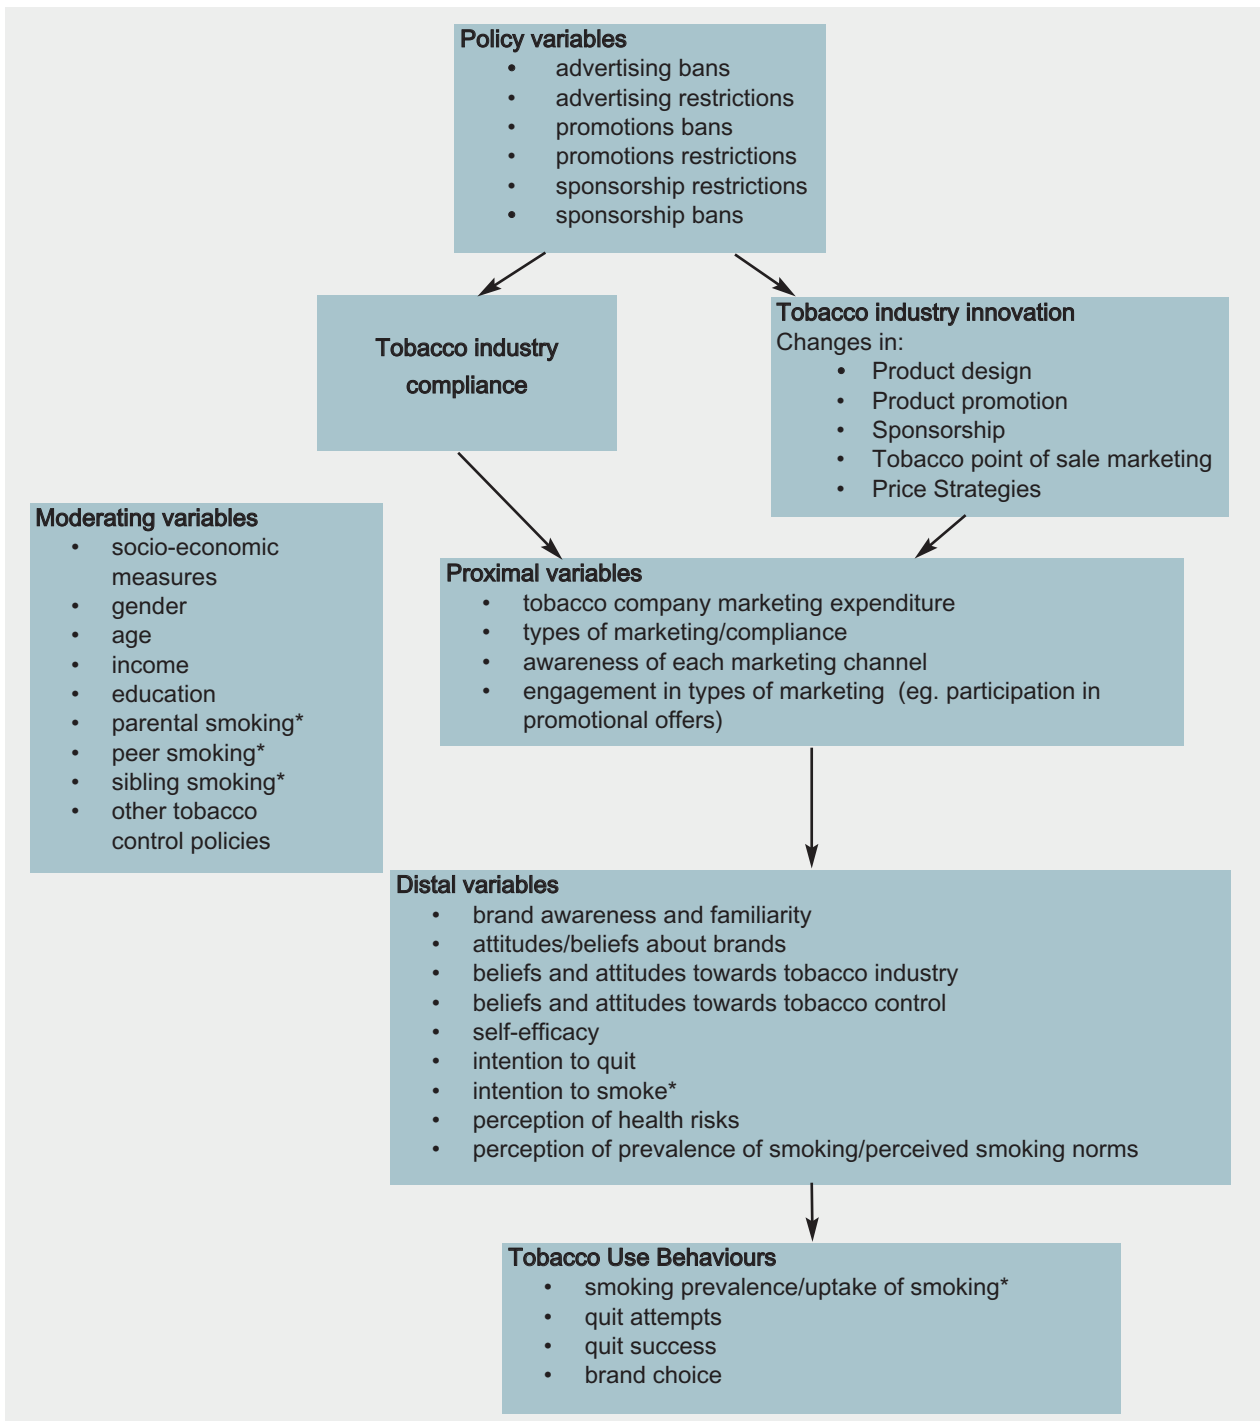 Policy variables
• advertising bans
• advertising restrictions
• promotions bans
• promotions restrictions
• sponsorship restrictions
• sponsorship bans
Tobacco industry
compliance
Tobacco industry innovation
Changes in:
• Product design
• Product promotion
• Sponsorship
• Tobacco point of sale marketing
• Price Strategies
Moderating variables
• socio-economic
measures
• gender
• age
• income
• education
• parental smoking*
• peer smoking*
• sibling smoking*
• other tobacco
control policies
Proximal variables
• tobacco company marketing expenditure
• types of marketing/compliance
• awareness of each marketing channel
• engagement in types of marketing (eg. participation in
promotional offers)
Distal variables
• brand awareness and familiarity
• attitudes/beliefs about brands
• beliefs and attitudes towards tobacco industry
• beliefs and attitudes towards tobacco control
• self-efficacy
• intention to quit
• intention to smoke*
• perception of health risks
• perception of prevalence of smoking/perceived smoking norms
Tobacco Use Behaviours
• smoking prevalence/uptake of smoking*
• quit attempts
• quit success
• brand choice